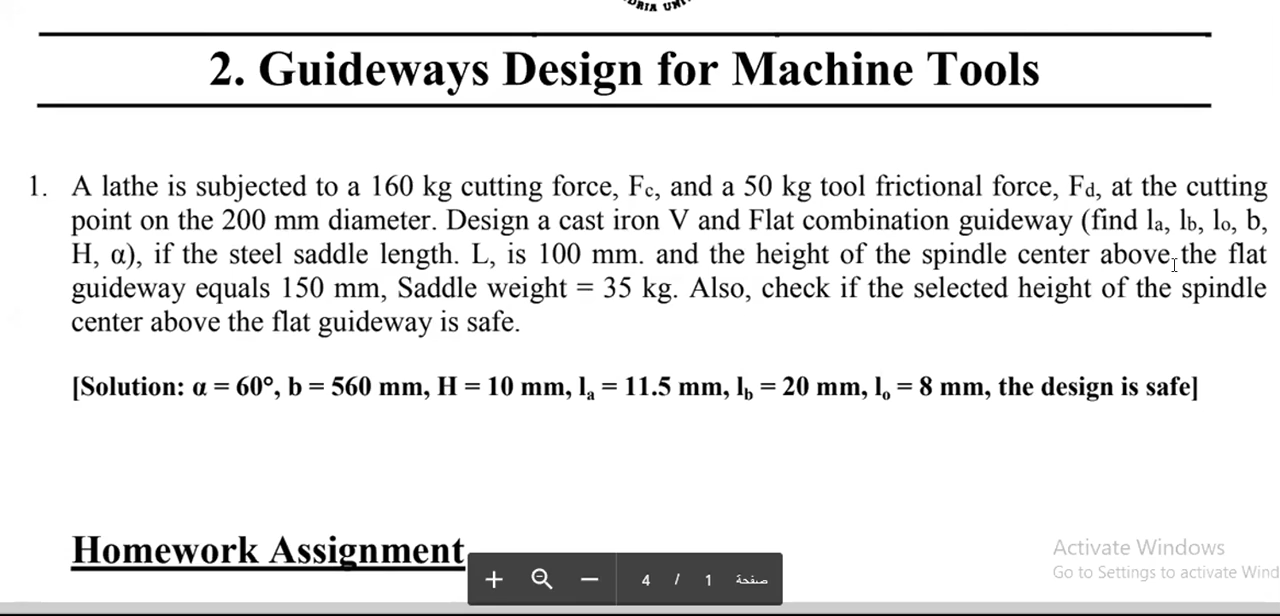 2. Guideways Design for Machine Tools
1. A lathe is subjected to a 160 kg cutting force, Fc, and a 50 kg tool frictional force, Fd, at the cutting
point on the 200 mm diameter. Design a cast iron V and Flat combination guideway (find la, lb, lo, b,
H, α), if the steel saddle length. L, is 100 mm. and the height of the spindle center above the flat
guideway equals 150 mm, Saddle weight = 35 kg. Also, check if the selected height of the spindle
center above the flat guideway is safe.
[Solution: α = 60°, b = 560 mm, H = 10 mm, la = 11.5 mm, lb = 20 mm, lo = 8 mm, the design is safe]
Homework Assignment
4 / 1 صفحة
Activate Windows
Go to Settings to activate Wind